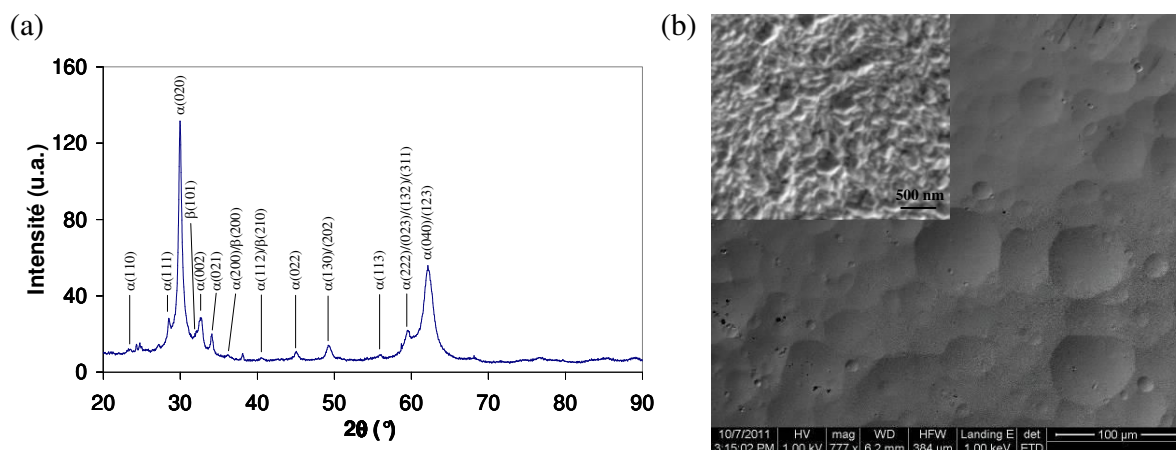 (a)
Intensité (u.a.)
160
120
80
40
0
20 30 40 50 60 70 80 90
2θ (°)
α(110)
α(111)
α(020)
β(101)
α(002)
α(021)
α(200)/β(200)
α(112)/β(210)
α(022)
α(130)/(202)
α(113)
α(222)/(023)/(132)/(311)
α(040)/(123)
(b)
500 nm
10/7/2011 HV mag WD HFW Landing E det
3:15:02 PM 1.00 kV 777 x 6.2 mm 384 µm 1.00 keV ETD
100 µm